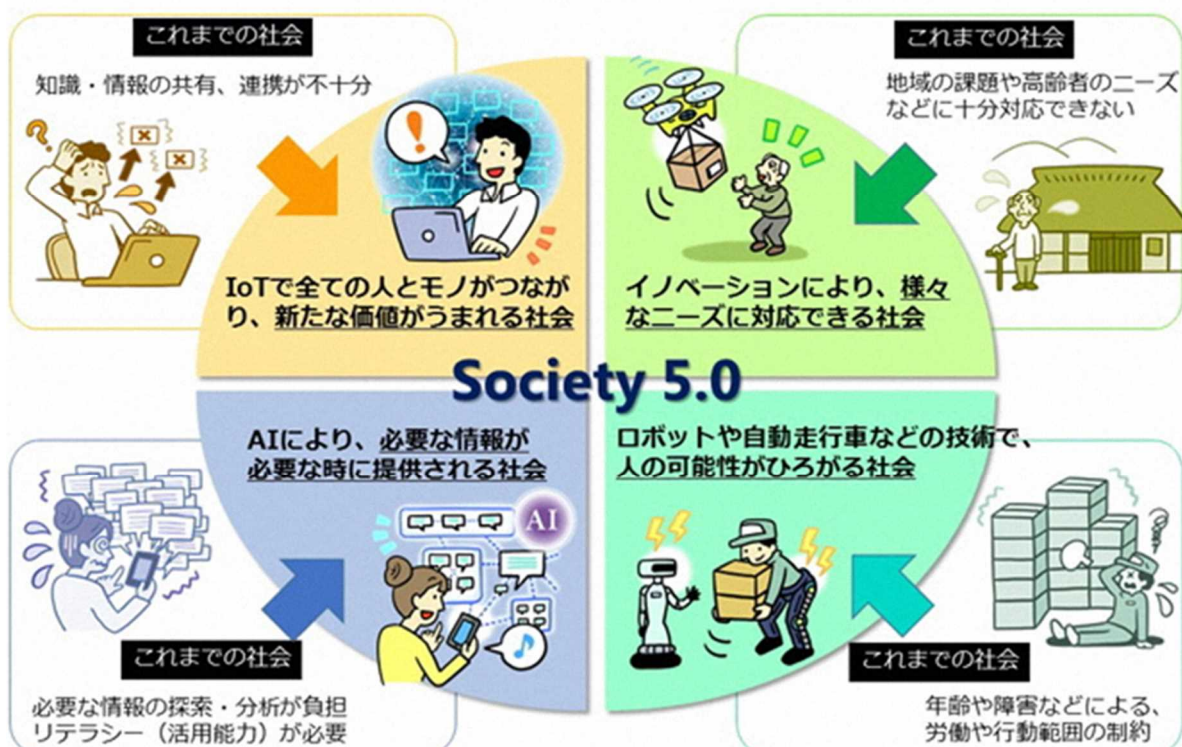 これまでの社会
知識・情報の共有、連携が不十分
?
!
IoTで全ての人とモノがつなが
り、新たな価値がうまれる社会
これまでの社会
地域の課題や高齢者のニーズ
などに十分対応できない
イノベーションにより、様々
なニーズに対応できる社会
Society 5.0
AIにより、必要な情報が
必要な時に提供される社会
AI
これまでの社会
必要な情報の探索・分析が負担
リテラシー（活用能力）が必要
ロボットや自動走行車などの技術で、
人の可能性がひろがる社会
これまでの社会
年齢や障害などによる、
労働や行動範囲の制約